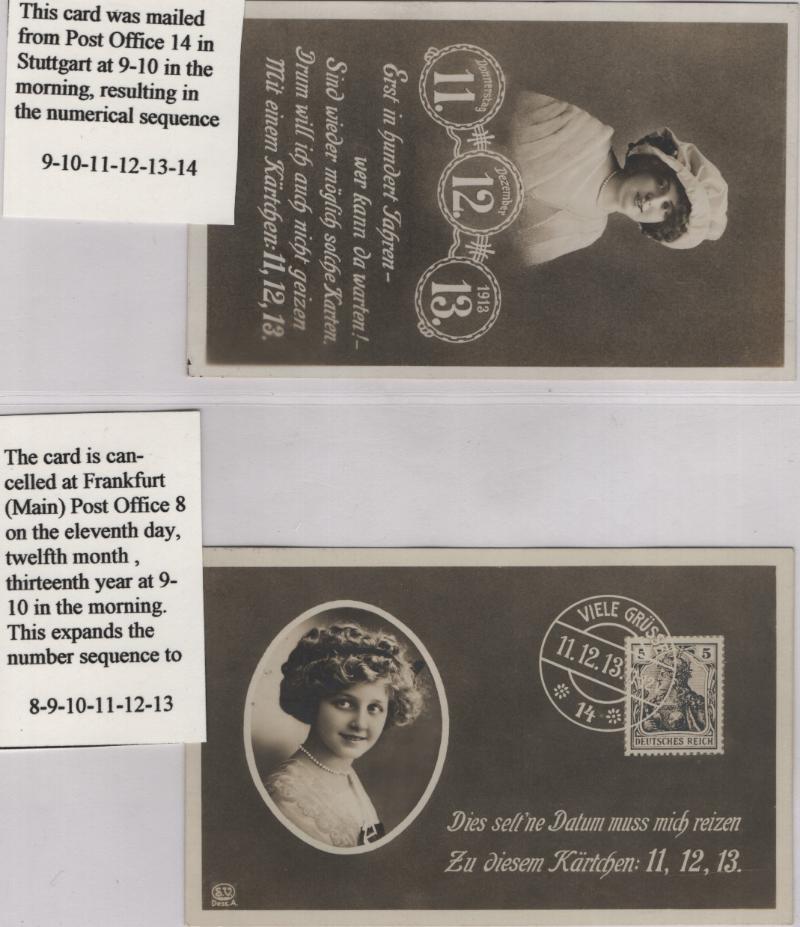 This card was mailed
from Post Office 14 in
Stuttgart at 9-10 in the
morning, resulting in
the numerical sequence
9-10-11-12-13-14
Donnerstag
11.
Dezember
12.
1913
13.
Erst in hundert Jahren–
wer kann da warten!–
Sind wieder möglich solche Karten.
Drum will ich auch nicht geizen
Mit einem Kärtchen: 11, 12, 13.
The card is can-
celled at Frankfurt
(Main) Post Office 8
on the eleventh day,
twelfth month ,
thirteenth year at 9-
10 in the morning.
This expands the
number sequence to
8-9-10-11-12-13
VIELE GRÜSS
11.12.13.
14
5 5
DEUTSCHES REICH
Dies selt'ne Datum muss mich reizen
Zu diesem Kärtchen: 11, 12, 13.
S.V.
Dess. A.